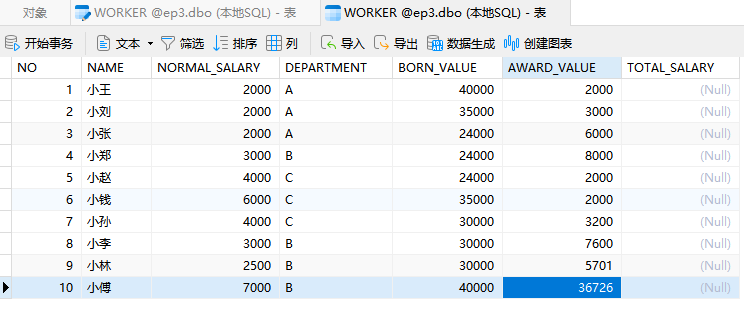 对象 WORKER @ep3.dbo (本地SQL) - 表 WORKER @ep3.dbo (本地SQL) - 表
开始事务 文本 筛选 排序 列 导入 导出 数据生成 创建图表
NO NAME NORMAL_SALARY DEPARTMENT BORN_VALUE AWARD_VALUE TOTAL_SALARY
1 小王 2000 A 40000 2000 (Null)
2 小刘 2000 A 35000 3000 (Null)
3 小张 2000 A 24000 6000 (Null)
4 小郑 3000 B 24000 8000 (Null)
5 小赵 4000 C 24000 2000 (Null)
6 小钱 6000 C 35000 2000 (Null)
7 小孙 4000 C 30000 3200 (Null)
8 小李 3000 B 30000 7600 (Null)
9 小林 2500 B 30000 5701 (Null)
10 小傅 7000 B 40000 36726 (Null)